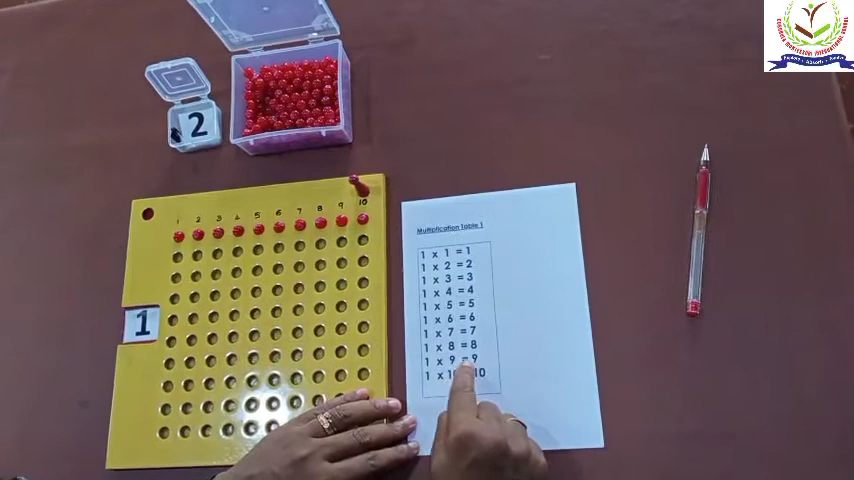 2
1 2 3 4 5 6 7 8 9 10
1
Multiplication Table 1
1 x 1 = 1
1 x 2 = 2
1 x 3 = 3
1 x 4 = 4
1 x 5 = 5
1 x 6 = 6
1 x 7 = 7
1 x 8 = 8
1 x 9 = 9
1 x 10